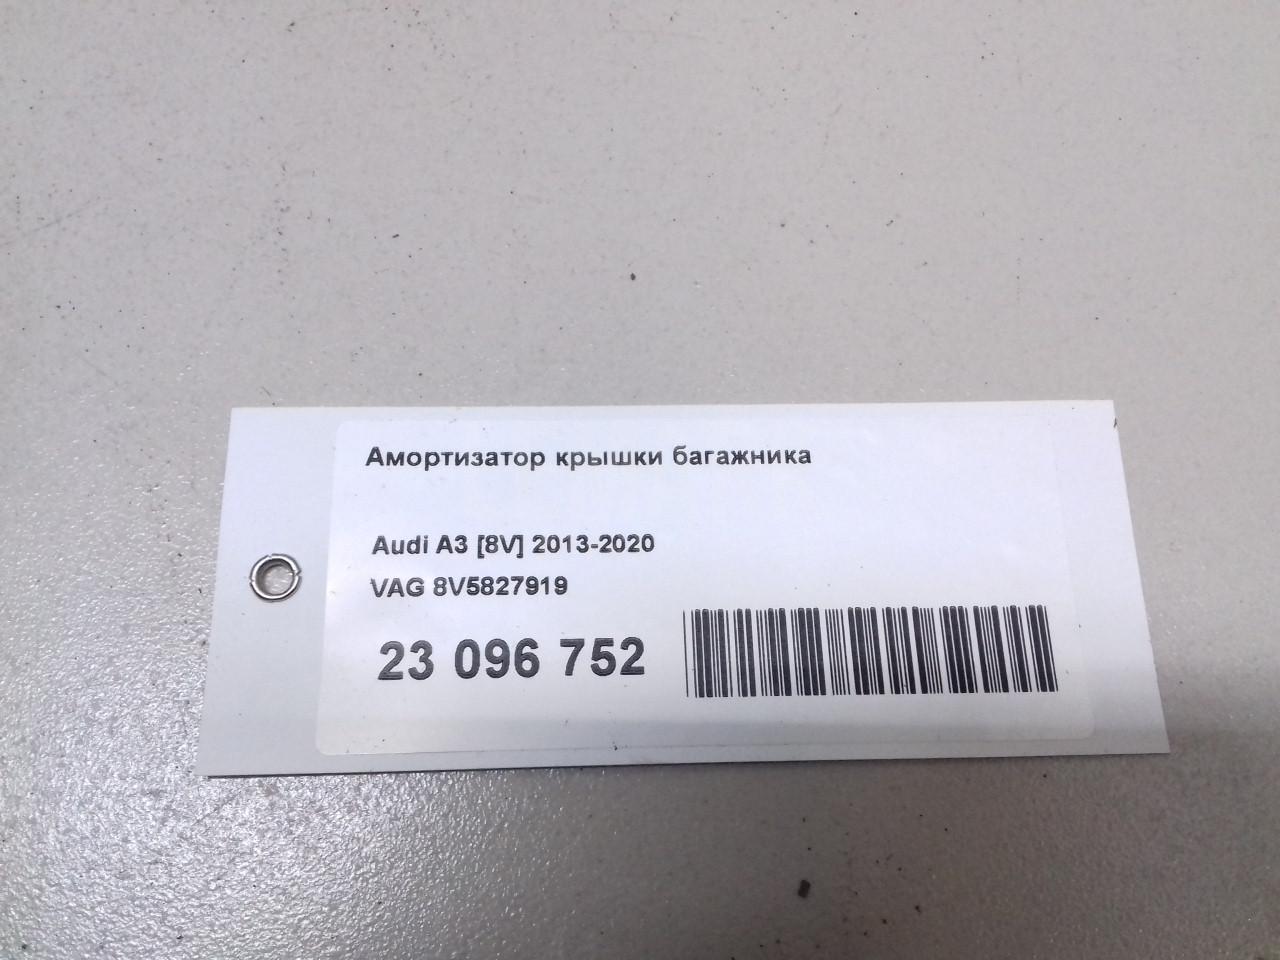 Амортизатор крышки багажника
Audi A3 [8V] 2013-2020
VAG 8V5827919
23 096 752